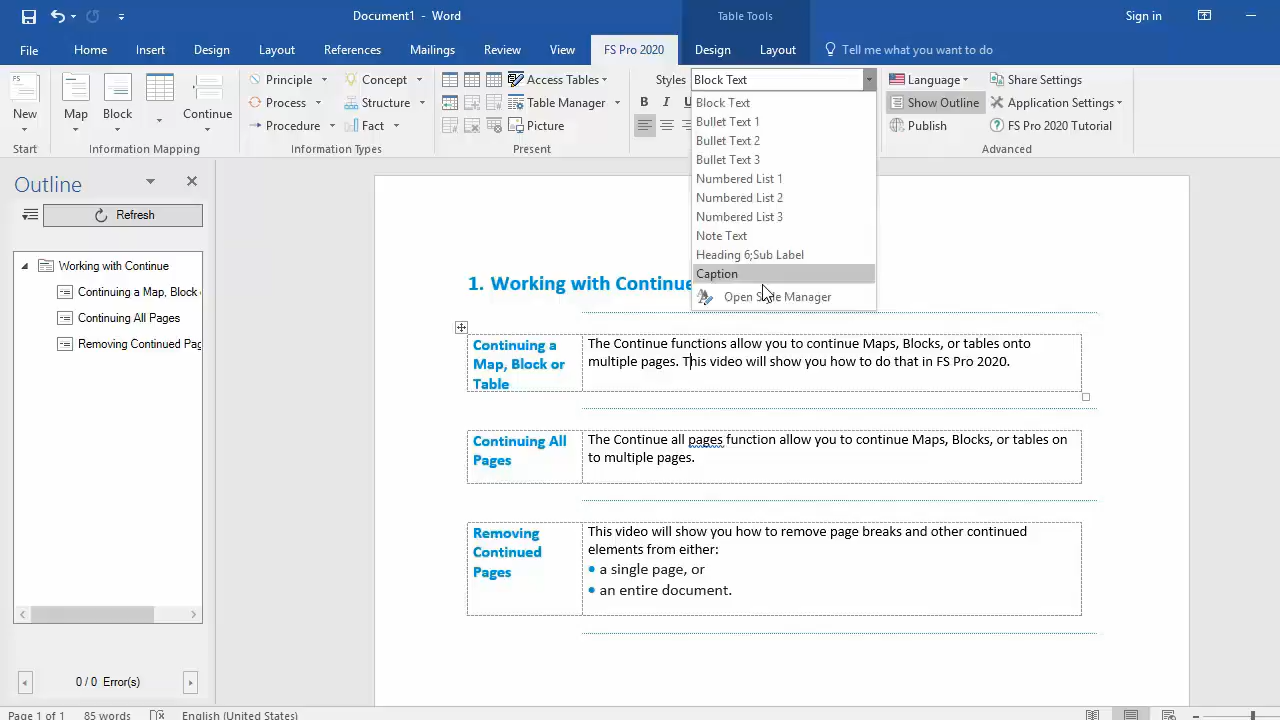 Document1 - Word
Table Tools
Sign in
File Home Insert Design Layout References Mailings Review View FS Pro 2020 Design Layout Tell me what you want to do
New
Start
Map Block Continue
Information Mapping
Principle Concept
Process Structure
Procedure Fact
Information Types
Access Tables
Table Manager
Picture
Present
Styles Block Text
B I U
Block Text
Bullet Text 1
Bullet Text 2
Bullet Text 3
Numbered List 1
Numbered List 2
Numbered List 3
Note Text
Heading 6;Sub Label
Caption
Open Manager
Language Share Settings
Show Outline Application Settings
Publish FS Pro 2020 Tutorial
Advanced
Outline
Refresh
Working with Continue
Continuing a Map, Block
Continuing All Pages
Removing Continued Pag
0 / 0 Error(s)
1. Working with Continue
Continuing a
Map, Block or
Table
The Continue functions allow you to continue Maps, Blocks, or tables onto
multiple pages. This video will show you how to do that in FS Pro 2020.
Continuing All
Pages
The Continue all pages function allow you to continue Maps, Blocks, or tables on
to multiple pages.
Removing
Continued
Pages
This video will show you how to remove page breaks and other continued
elements from either:
• a single page, or
• an entire document.
Page 1 of 1 85 words English (United States)